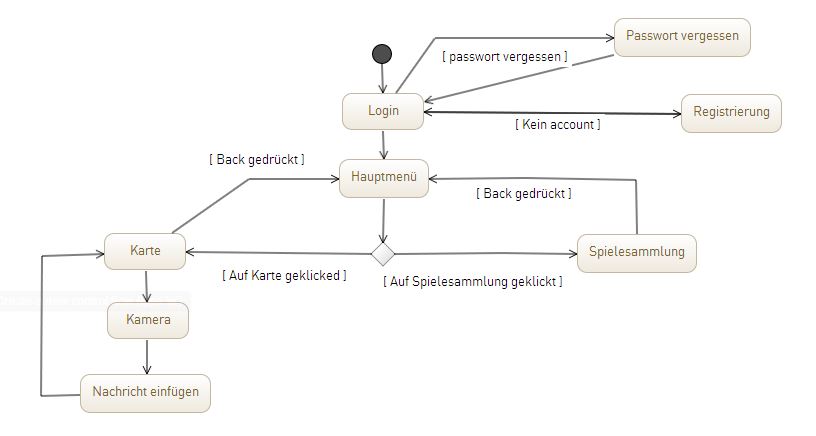 Passwort vergessen
[ passwort vergessen ]
Login
Registrierung
[ Kein account ]
[ Back gedrückt ]
Hauptmenü
[ Back gedrückt ]
Karte
Spielesammlung
[ Auf Karte geklicked ]
[ Auf Spielesammlung geklickt ]
Kamera
Nachricht einfügen